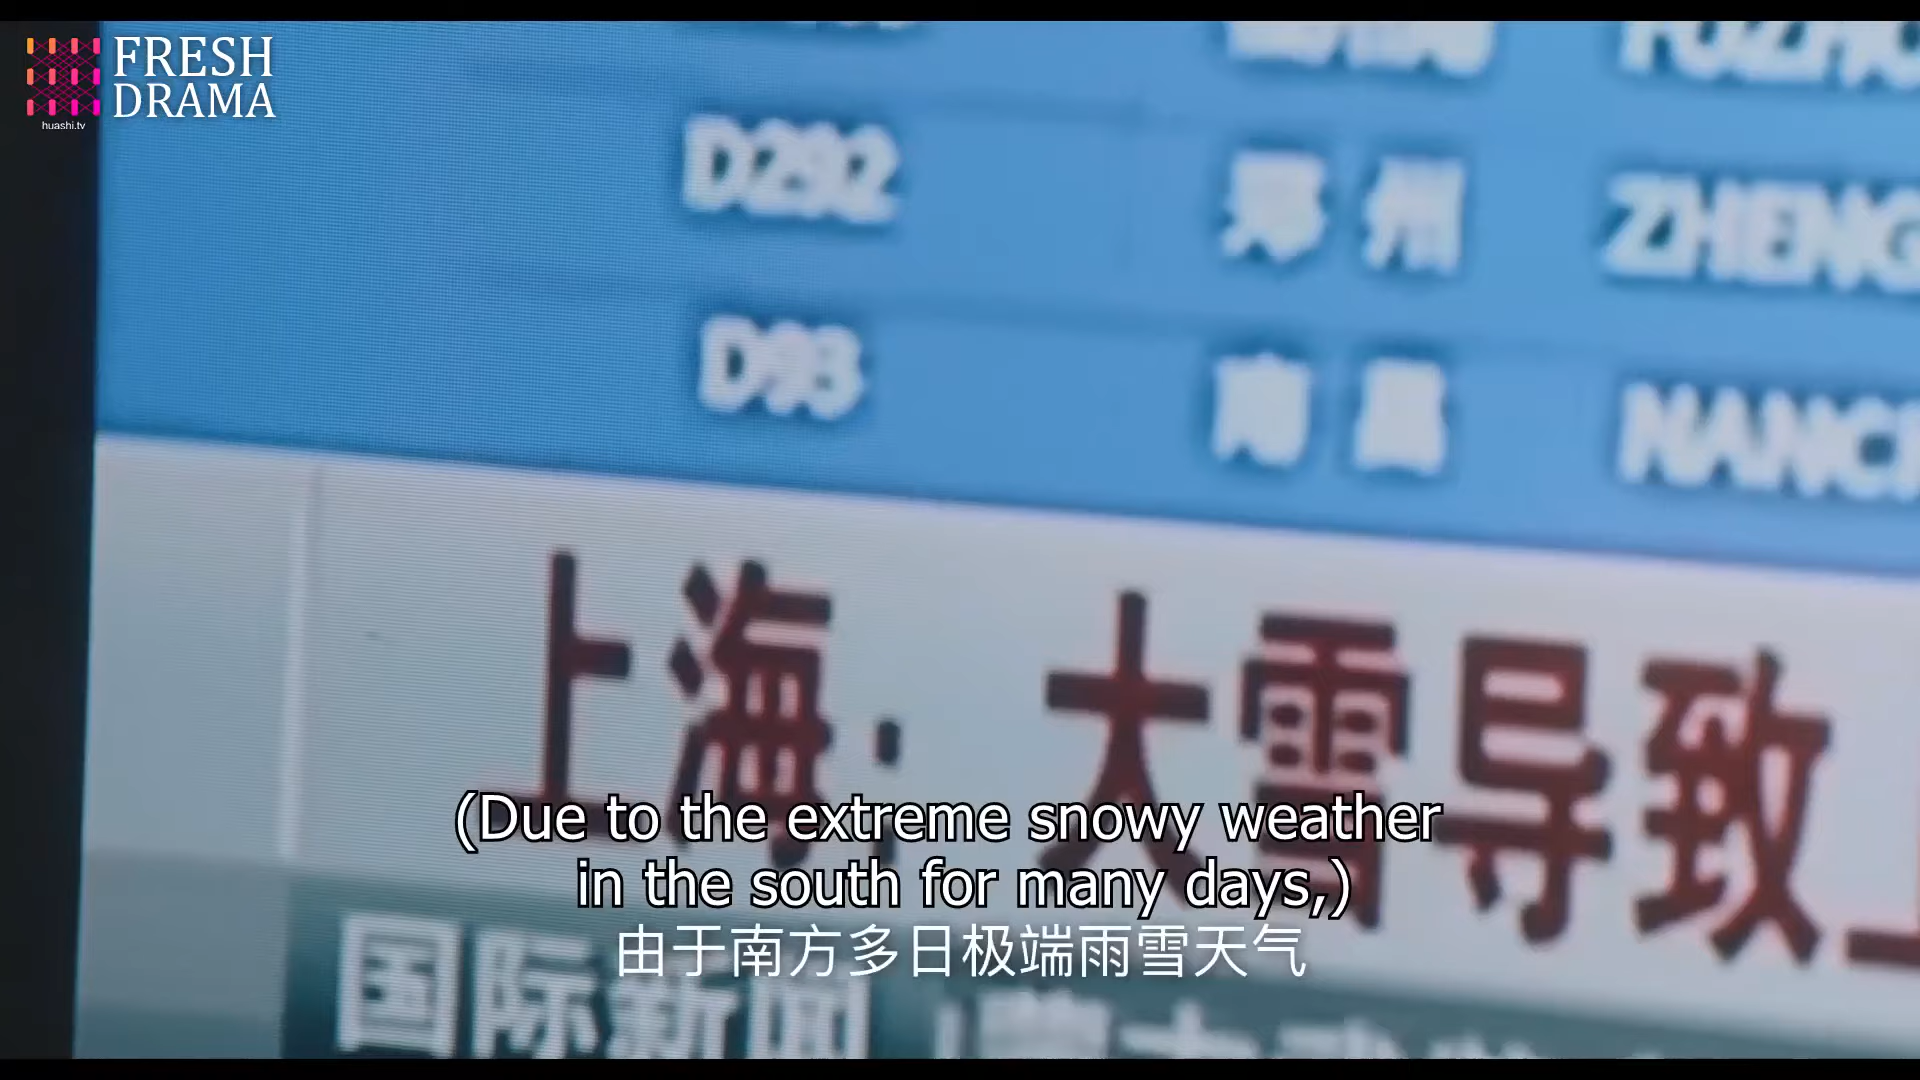 FRESH
DRAMA
huashi.tv
D292 郑州 ZHENG
D93 南昌 NANCH
上海：大雪导致上
(Due to the extreme snowy weather
in the south for many days,)
由于南方多日极端雨雪天气
国际新闻